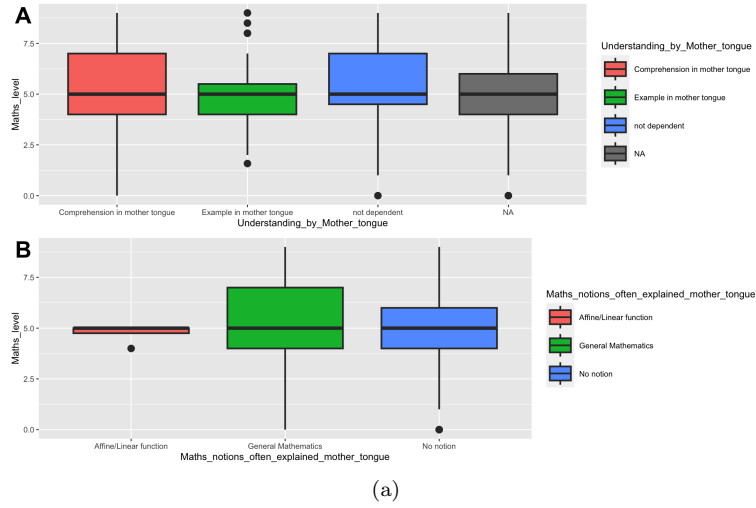 A
Maths_level
7.5
5.0
2.5
0.0
Comprehension in mother tongue
Example in mother tongue
not dependent
NA
Understanding_by_Mother_tongue
Understanding_by_Mother_tongue
Comprehension in mother tongue
Example in mother tongue
not dependent
NA
B
Maths_level
7.5
5.0
2.5
0.0
Affine/Linear function
General Mathematics
No notion
Maths_notions_often_explained_mother_tongue
Maths_notions_often_explained_mother_tongue
Affine/Linear function
General Mathematics
No notion
(a)